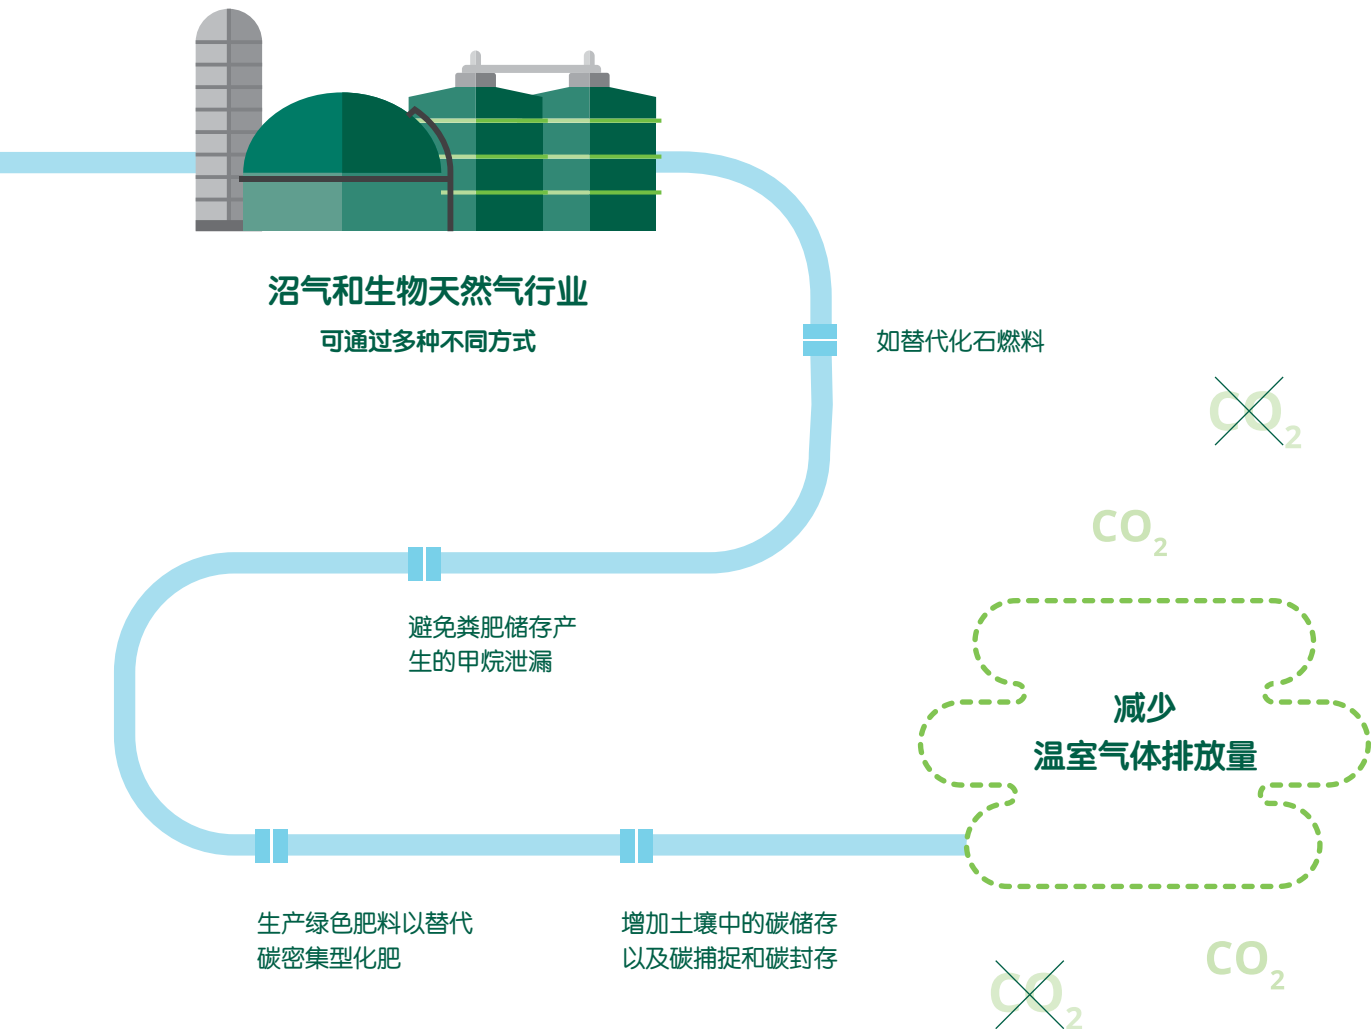 沼气和生物天然气行业
可通过多种不同方式
如替代化石燃料
CO2
CO2
避免粪肥储存产
生的甲烷泄漏
减少
温室气体排放量
生产绿色肥料以替代
碳密集型化肥
增加土壤中的碳储存
以及碳捕捉和碳封存
CO2
CO2